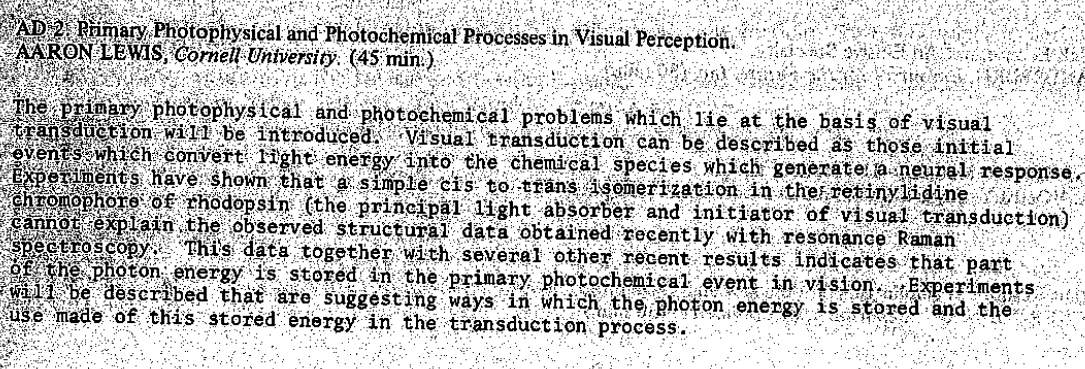 AD 2: Primary Photophysical and Photochemical Processes in Visual Perception.
AARON LEWIS, Cornell University. (45 min.)
The primary photophysical and photochemical problems which lie at the basis of visual
transduction will be introduced. Visual transduction can be described as those initial
events which convert light energy into the chemical species which generate a neural response.
Experiments have shown that a simple cis to trans isomerization in the retinylidine
chromophore of rhodopsin (the principal light absorber and initiator of visual transduction)
cannot explain the observed structural data obtained recently with resonance Raman
spectroscopy. This data together with several other recent results indicates that part
of the photon energy is stored in the primary photochemical event in vision. Experiments
will be described that are suggesting ways in which the photon energy is stored and the
use made of this stored energy in the transduction process.